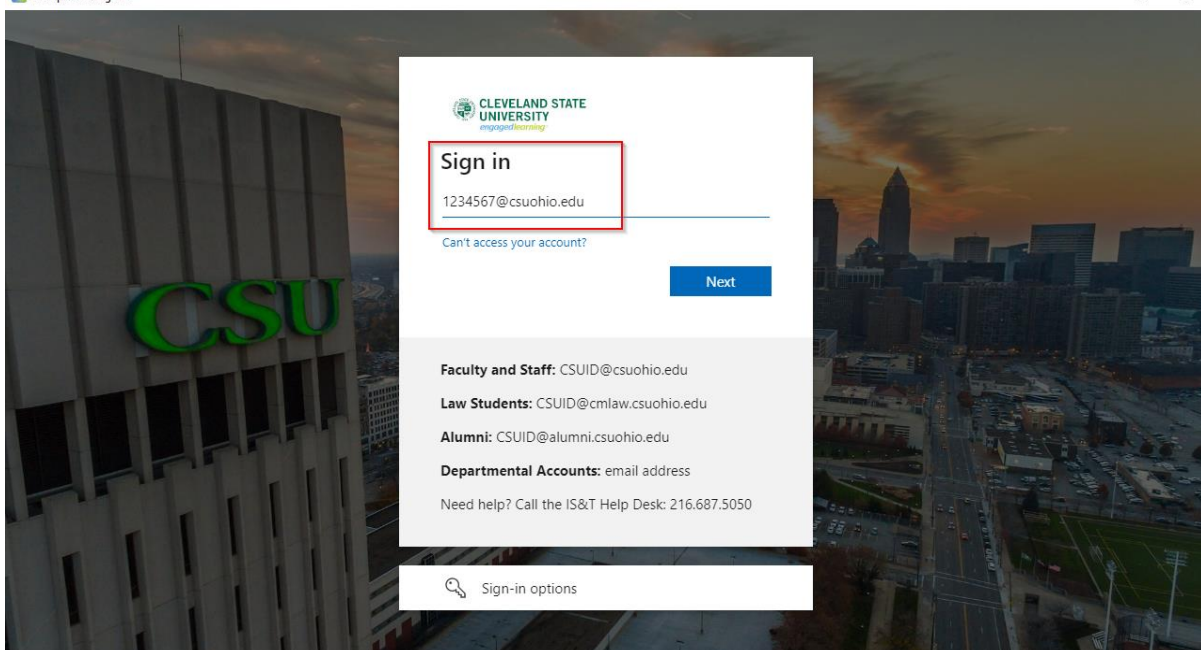 CSU
CLEVELAND STATE
UNIVERSITY
engagedlearning
Sign in
1234567@csuohio.edu
Can't access your account?
Next
Faculty and Staff: CSUID@csuohio.edu
Law Students: CSUID@cmlaw.csuohio.edu
Alumni: CSUID@alumni.csuohio.edu
Departmental Accounts: email address
Need help? Call the IS&T Help Desk: 216.687.5050
Sign-in options